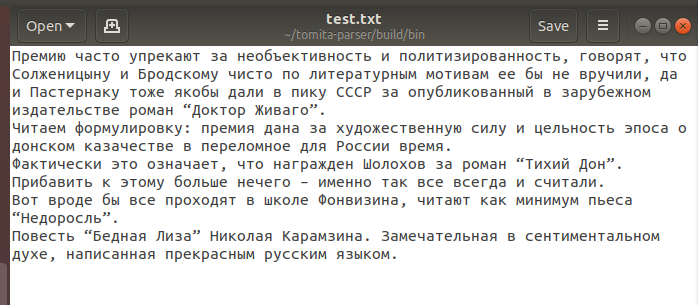 Open
test.txt
~/tomita-parser/build/bin
Save
Премию часто упрекают за необъективность и политизированность, говорят, что
Солженицыну и Бродскому чисто по литературным мотивам ее бы не вручили, да
и Пастернаку тоже якобы дали в пику СССР за опубликованный в зарубежном
издательстве роман “Доктор Живаго”.
Читаем формулировку: премия дана за художественную силу и цельность эпоса о
донском казачестве в переломное для России время.
Фактически это означает, что награжден Шолохов за роман “Тихий Дон”.
Прибавить к этому больше нечего – именно так все всегда и считали.
Вот вроде бы все проходят в школе Фонвизина, читают как минимум пьеса
“Недоросль”.
Повесть “Бедная Лиза” Николая Карамзина. Замечательная в сентиментальном
духе, написанная прекрасным русским языком.